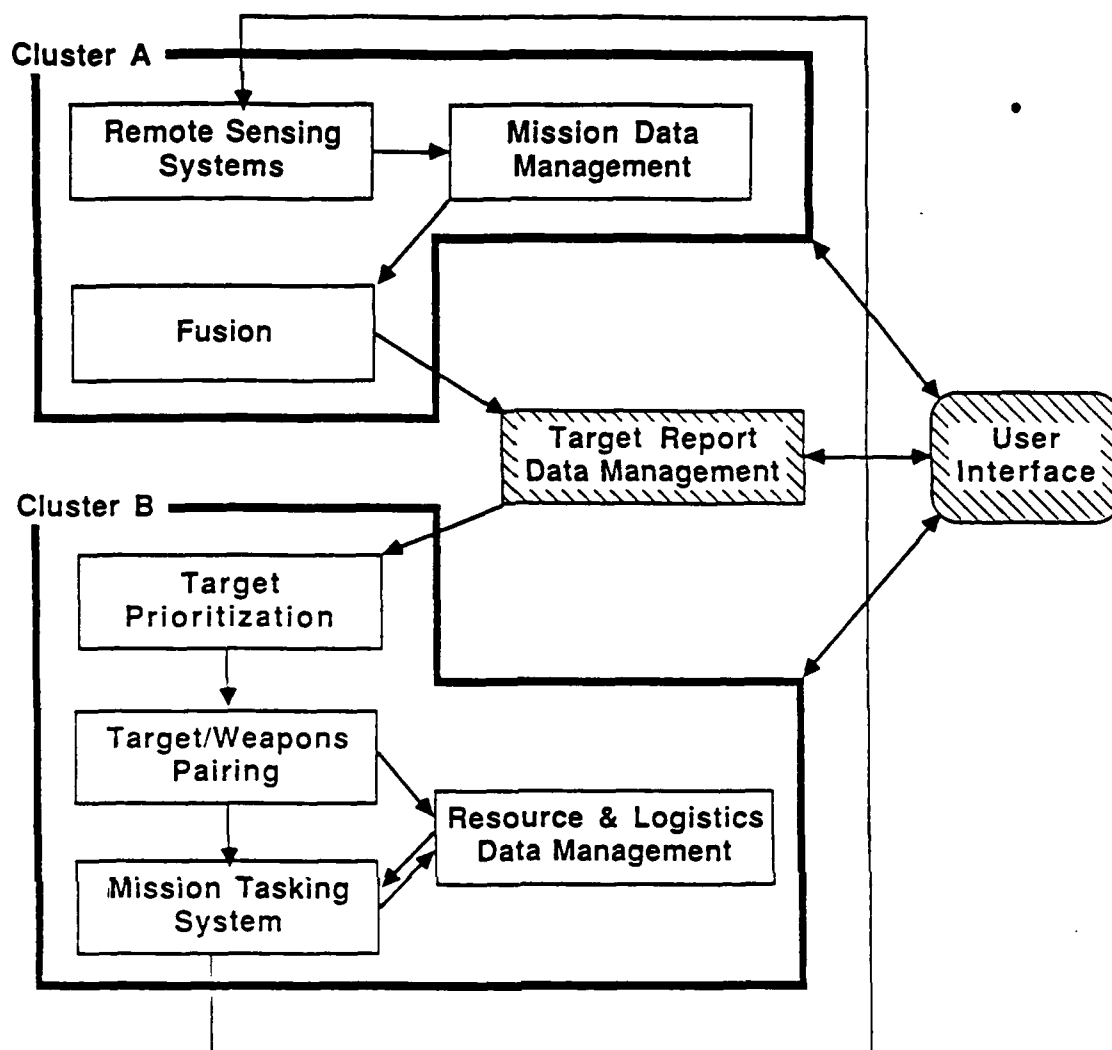 Cluster A
Remote Sensing
Systems
Mission Data
Management
Fusion
Target Report
Data Management
User
Interface
Cluster B
Target
Prioritization
Target/Weapons
Pairing
Resource & Logistics
Data Management
Mission Tasking
System